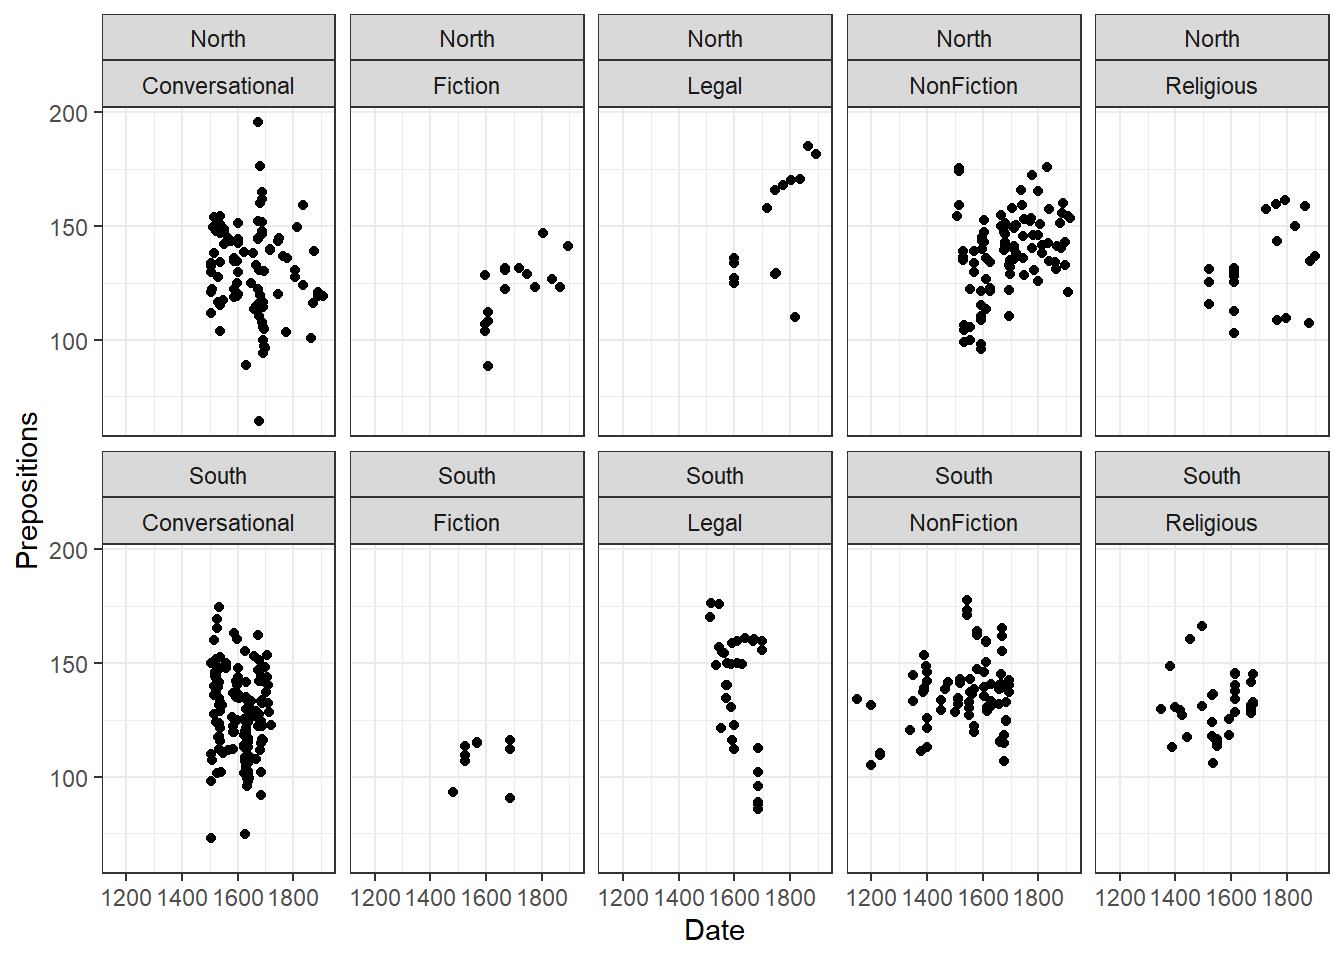 North North North North North
Conversational Fiction Legal NonFiction Religious
200
150
100
South South South South South
Conversational Fiction Legal NonFiction Religious
200
150
100
Prepositions
1200 1400 1600 1800 1200 1400 1600 1800 1200 1400 1600 1800 1200 1400 1600 1800 1200 1400 1600 1800
Date